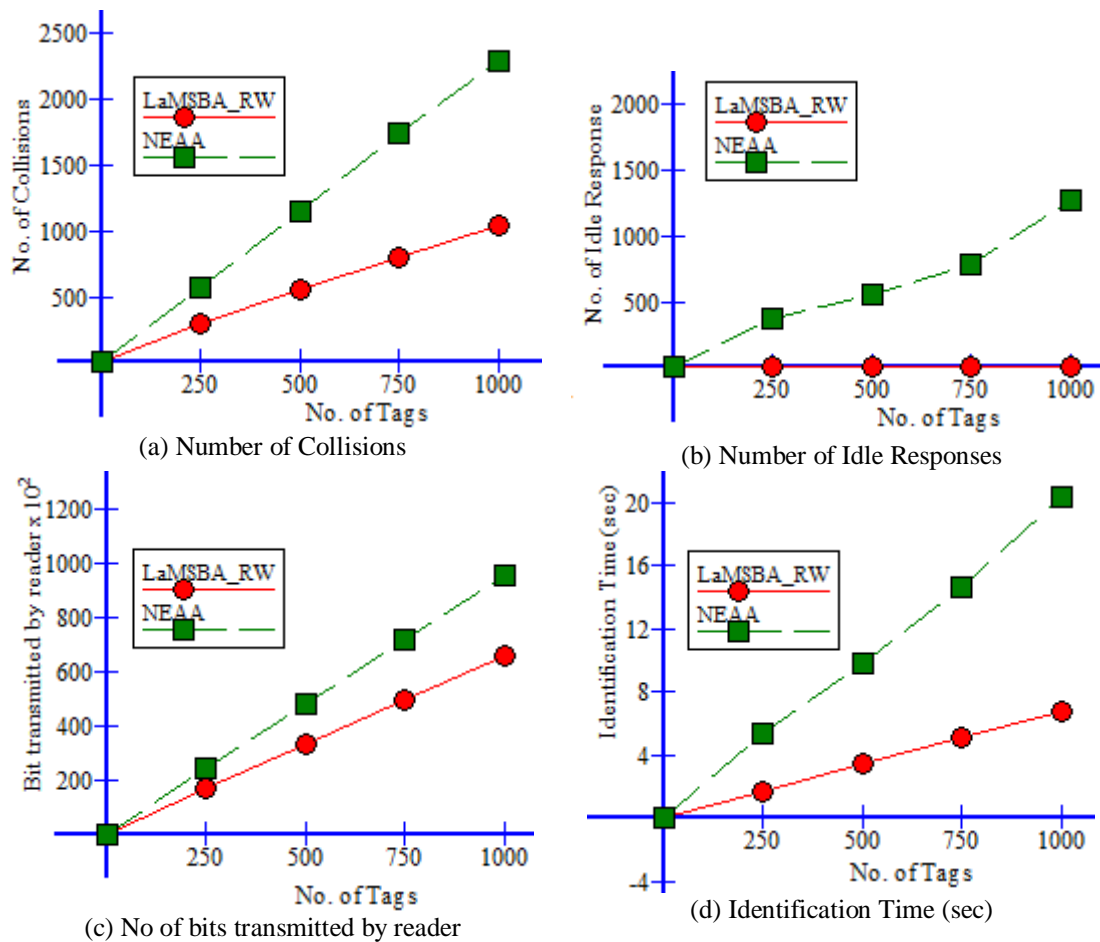 2500
2000
1500
1000
500
No. of Collisions
LaMSBA_RW
NEAA
250 500 750 1000
No. of Tags
(a) Number of Collisions
2000
1500
1000
500
No. of Idle Response
LaMSBA_RW
NEAA
250 500 750 1000
No. of Tags
(b) Number of Idle Responses
1200
1000
800
600
400
200
Bit transmitted by reader x 10²
LaMSBA_RW
NEAA
250 500 750 1000
No. of Tags
(c) No of bits transmitted by reader
20
16
12
8
4
-4
Identification Time (sec)
LaMSBA_RW
NEAA
250 500 750 1000
No. of Tags
(d) Identification Time (sec)